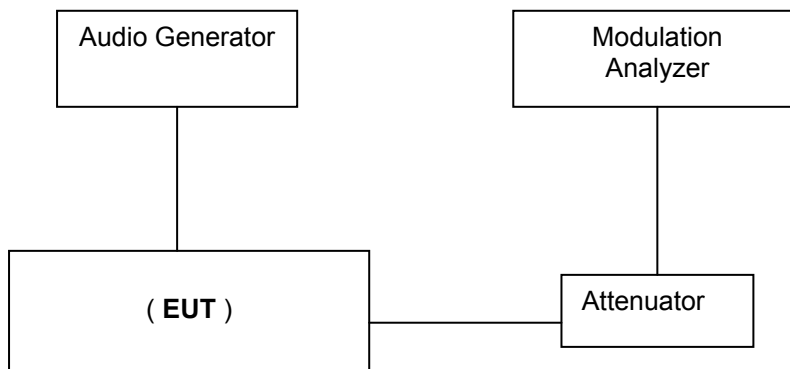 Audio Generator
Modulation
Analyzer
( EUT )
Attenuator